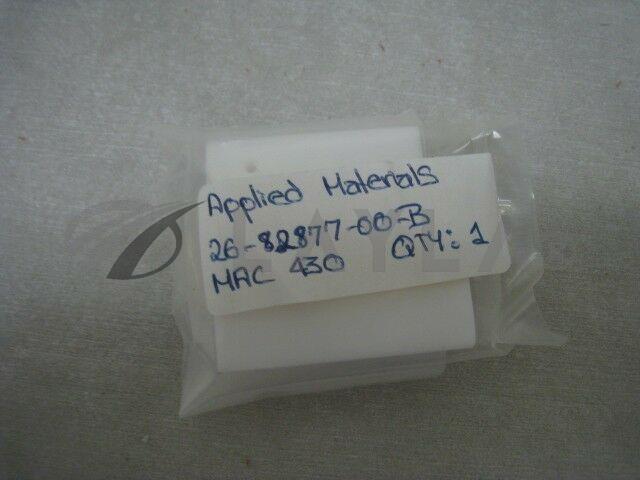 Applied Materials
26-82877-00-B
MAC 430 QTY: 1